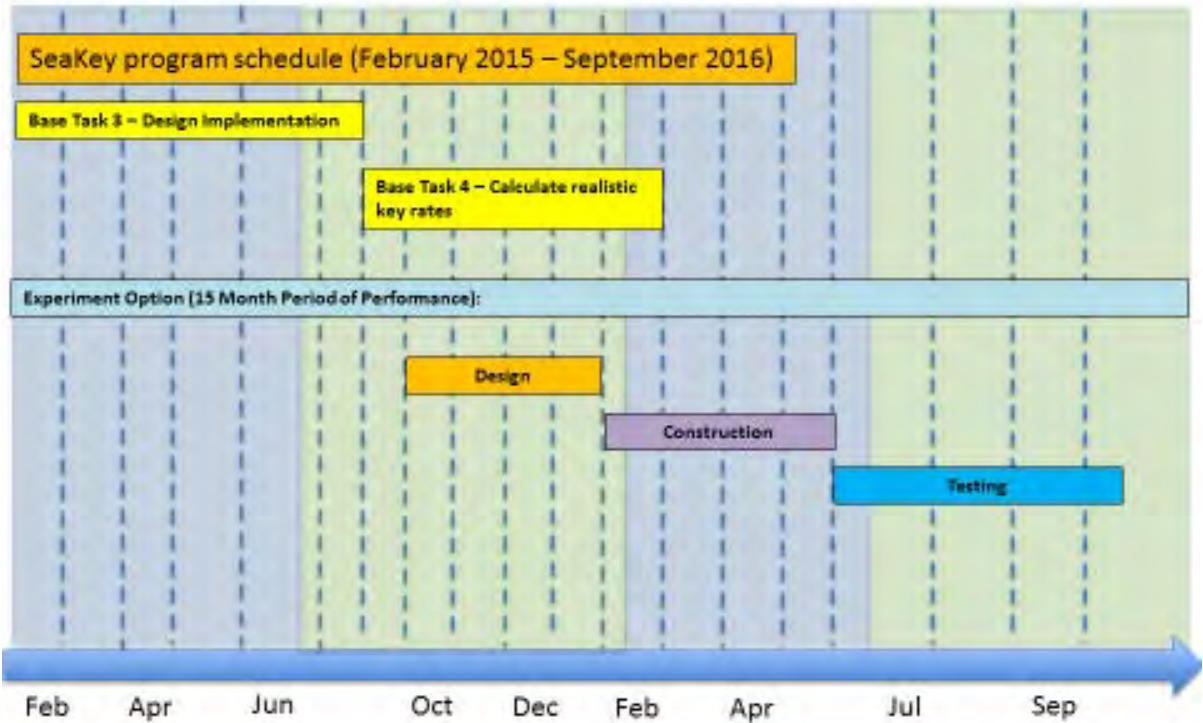 SeaKey program schedule (February 2015 – September 2016)
Base Task 3 – Design Implementation
Base Task 4 – Calculate realistic
key rates
Experiment Option (15 Month Period of Performance):
Design
Construction
Testing
Feb Apr Jun Oct Dec Feb Apr Jul Sep